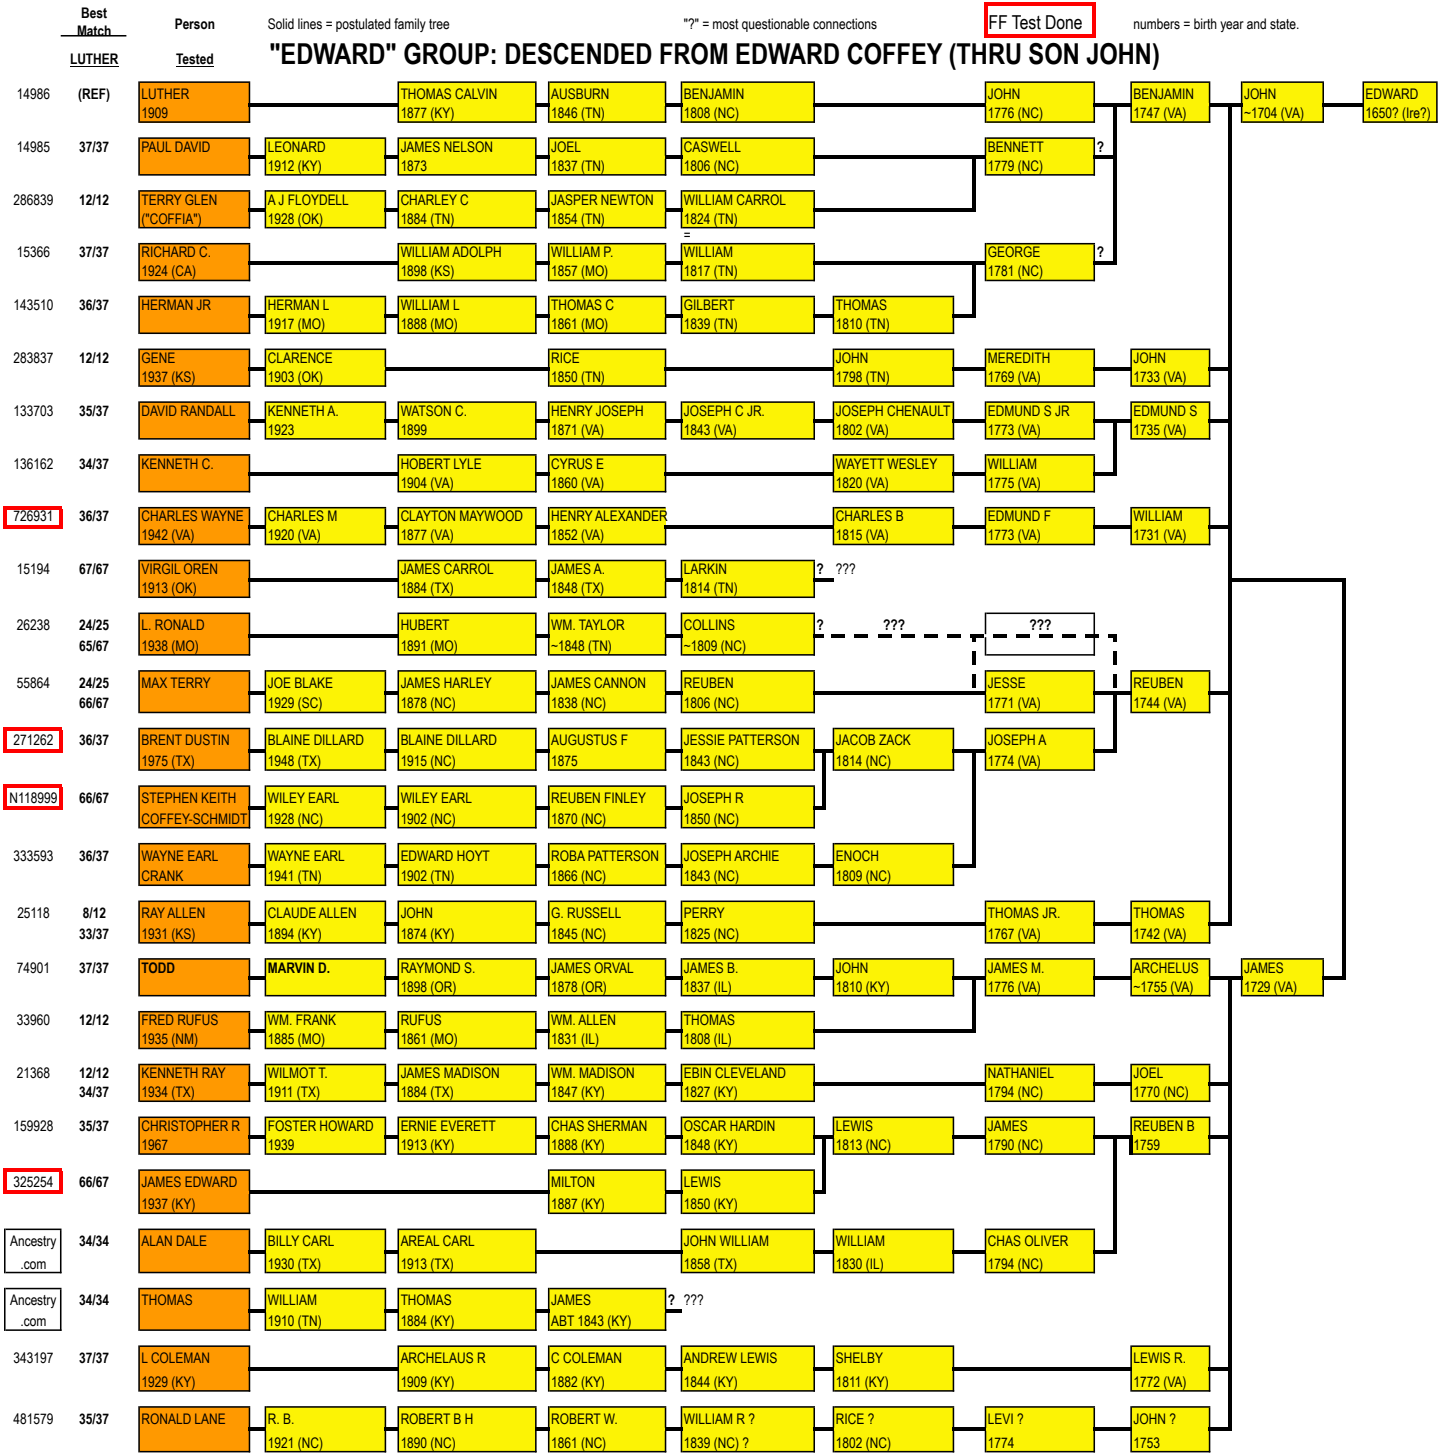 Best
Match
Person
Solid lines = postulated family tree
"?" = most questionable connections
FF Test Done
numbers = birth year and state.
LUTHER
Tested
"EDWARD" GROUP: DESCENDED FROM EDWARD COFFEY (THRU SON JOHN)
14986 (REF) LUTHER THOMAS CALVIN AUSBURN BENJAMIN JOHN BENJAMIN JOHN EDWARD
1909 1877 (KY) 1846 (TN) 1808 (NC) 1776 (NC) 1747 (VA) ~1704 (VA) 1650? (Ire?)
14985 37/37 PAUL DAVID LEONARD JAMES NELSON JOEL CASWELL BENNETT ?
1912 (KY) 1873 1837 (TN) 1806 (NC) 1779 (NC)
286839 12/12 TERRY GLEN A J FLOYDELL CHARLEY C JASPER NEWTON WILLIAM CARROL
("COFFIA") 1928 (OK) 1884 (TN) 1854 (TN) 1824 (TN)
=
15366 37/37 RICHARD C. WILLIAM ADOLPH WILLIAM P. WILLIAM GEORGE ?
1924 (CA) 1898 (KS) 1857 (MO) 1817 (TN) 1781 (NC)
143510 36/37 HERMAN JR HERMAN L WILLIAM L THOMAS C GILBERT THOMAS
1917 (MO) 1888 (MO) 1861 (MO) 1839 (TN) 1810 (TN)
283837 12/12 GENE CLARENCE RICE JOHN MEREDITH JOHN
1937 (KS) 1903 (OK) 1850 (TN) 1798 (TN) 1769 (VA) 1733 (VA)
133703 35/37 DAVID RANDALL KENNETH A. WATSON C. HENRY JOSEPH JOSEPH C JR. JOSEPH CHENAULT EDMUND S JR EDMUND S
1923 1899 1871 (VA) 1843 (VA) 1802 (VA) 1773 (VA) 1735 (VA)
136162 34/37 KENNETH C. HOBERT LYLE CYRUS E WAYETT WESLEY WILLIAM
1904 (VA) 1860 (VA) 1820 (VA) 1775 (VA)
726931 36/37 CHARLES WAYNE CHARLES M CLAYTON MAYWOOD HENRY ALEXANDER CHARLES B EDMUND F WILLIAM
1942 (VA) 1920 (VA) 1877 (VA) 1852 (VA) 1815 (VA) 1773 (VA) 1731 (VA)
15194 67/67 VIRGIL OREN JAMES CARROL JAMES A. LARKIN ? ???
1913 (OK) 1884 (TX) 1848 (TX) 1814 (TN)
26238 24/25 L. RONALD HUBERT WM. TAYLOR COLLINS ? ??? ???
65/67 1938 (MO) 1891 (MO) ~1848 (TN) ~1809 (NC)
55864 24/25 MAX TERRY JOE BLAKE JAMES HARLEY JAMES CANNON REUBEN JESSE REUBEN
66/67 1929 (SC) 1878 (NC) 1838 (NC) 1806 (NC) 1771 (VA) 1744 (VA)
271262 36/37 BRENT DUSTIN BLAINE DILLARD BLAINE DILLARD AUGUSTUS F JESSIE PATTERSON JACOB ZACK JOSEPH A
1975 (TX) 1948 (TX) 1915 (NC) 1875 1843 (NC) 1814 (NC) 1774 (VA)
N118999 66/67 STEPHEN KEITH WILEY EARL WILEY EARL REUBEN FINLEY JOSEPH R
COFFEY-SCHMIDT 1928 (NC) 1902 (NC) 1870 (NC) 1850 (NC)
333593 36/37 WAYNE EARL WAYNE EARL EDWARD HOYT ROBA PATTERSON JOSEPH ARCHIE ENOCH
CRANK 1941 (TN) 1902 (TN) 1866 (NC) 1843 (NC) 1809 (NC)
25118 8/12 RAY ALLEN CLAUDE ALLEN JOHN G. RUSSELL PERRY THOMAS JR. THOMAS
33/37 1931 (KS) 1894 (KY) 1874 (KY) 1845 (NC) 1825 (NC) 1767 (VA) 1742 (VA)
74901 37/37 TODD MARVIN D. RAYMOND S. JAMES ORVAL JAMES B. JOHN JAMES M. ARCHELUS JAMES
1898 (OR) 1878 (OR) 1837 (IL) 1810 (KY) 1776 (VA) ~1755 (VA) 1729 (VA)
33960 12/12 FRED RUFUS WM. FRANK RUFUS WM. ALLEN THOMAS
1935 (NM) 1885 (MO) 1861 (MO) 1831 (IL) 1808 (IL)
21368 12/12 KENNETH RAY WILMOT T. JAMES MADISON WM. MADISON EBIN CLEVELAND NATHANIEL JOEL
34/37 1934 (TX) 1911 (TX) 1884 (TX) 1847 (KY) 1827 (KY) 1794 (NC) 1770 (NC)
159928 35/37 CHRISTOPHER R FOSTER HOWARD ERNIE EVERETT CHAS SHERMAN OSCAR HARDIN LEWIS JAMES REUBEN B
1967 1939 1913 (KY) 1888 (KY) 1848 (KY) 1813 (NC) 1790 (NC) 1759
325254 66/67 JAMES EDWARD MILTON LEWIS
1937 (KY) 1887 (KY) 1850 (KY)
Ancestry 34/34 ALAN DALE BILLY CARL AREAL CARL JOHN WILLIAM WILLIAM CHAS OLIVER
.com 1930 (TX) 1913 (TX) 1858 (TX) 1830 (IL) 1794 (NC)
Ancestry 34/34 THOMAS WILLIAM THOMAS JAMES ? ???
.com 1910 (TN) 1884 (KY) ABT 1843 (KY)
343197 37/37 L COLEMAN ARCHELAUS R C COLEMAN ANDREW LEWIS SHELBY LEWIS R.
1929 (KY) 1909 (KY) 1882 (KY) 1844 (KY) 1811 (KY) 1772 (VA)
481579 35/37 RONALD LANE R. B. ROBERT B H ROBERT W. WILLIAM R ? RICE ? LEVI ? JOHN ?
1921 (NC) 1890 (NC) 1861 (NC) 1839 (NC) ? 1802 (NC) 1774 1753